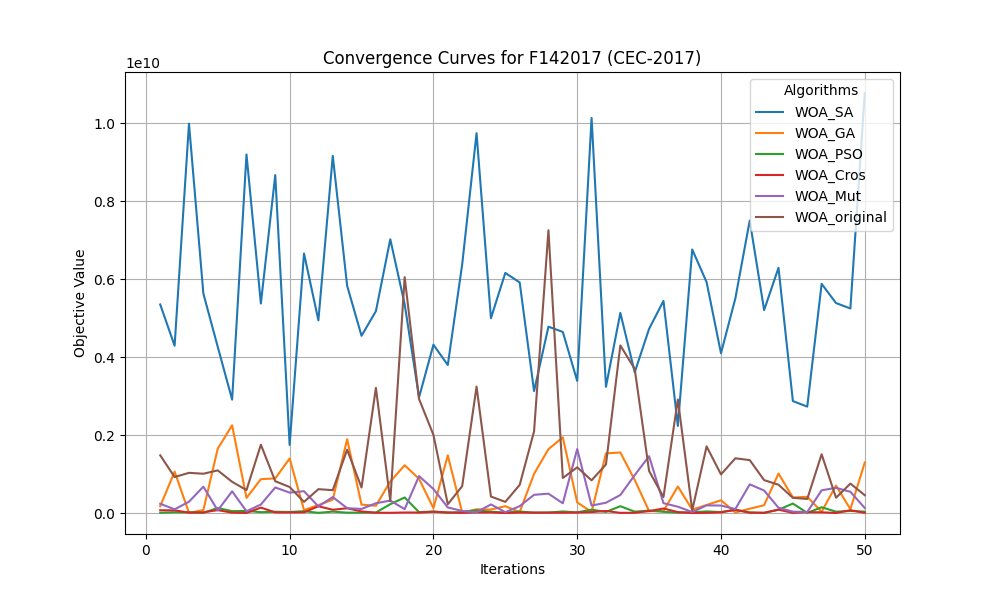 Convergence Curves for F142017 (CEC-2017)
1e10
Algorithms
WOA_SA
WOA_GA
WOA_PSO
WOA_Cros
WOA_Mut
WOA_original
Objective Value
1.0
0.8
0.6
0.4
0.2
0.0
0 10 20 30 40 50
Iterations